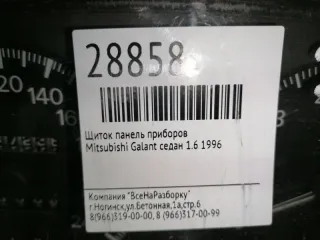 28858
Щиток панель приборов
Mitsubishi Galant седан 1.6 1996
Компания "ВсеНаРазборку"
г.Ногинск,ул.Бетонная,1а,стр.6
8(966)319-00-00, 8 (966)317-00-99
140